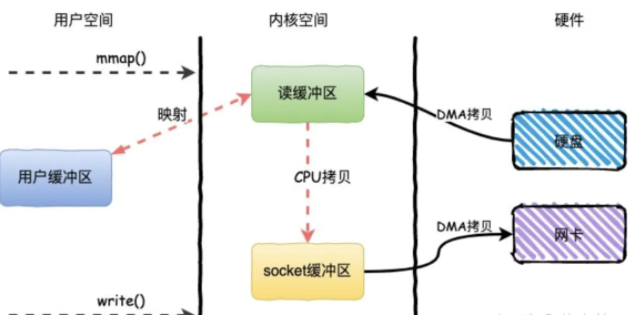 用户空间
内核空间
硬件
mmap()
读缓冲区
映射
DMA拷贝
硬盘
用户缓冲区
CPU拷贝
DMA拷贝
网卡
socket缓冲区
write()